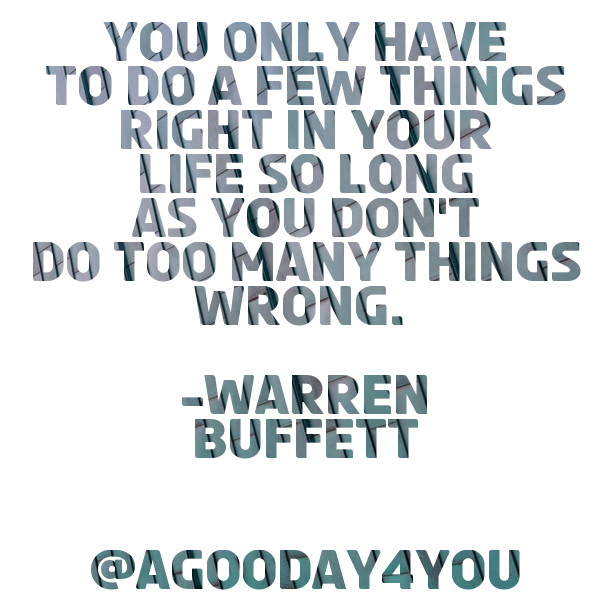 YOU ONLY HAVE
TO DO A FEW THINGS
RIGHT IN YOUR
LIFE SO LONG
AS YOU DON'T
DO TOO MANY THINGS
WRONG.
-WARREN
BUFFETT
@AGOODAY4YOU